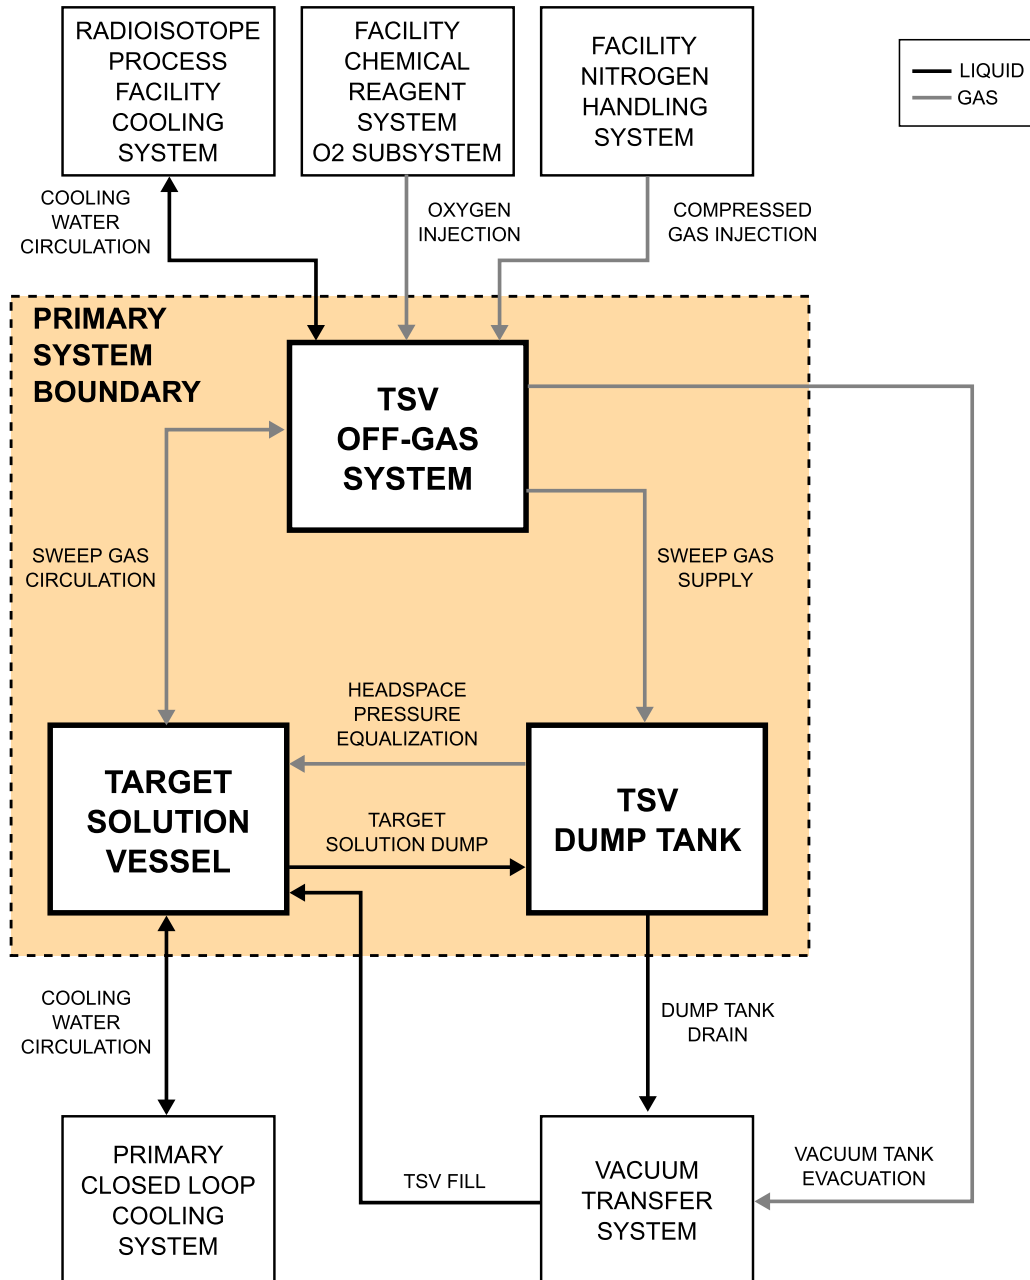 RADIOISOTOPE
PROCESS
FACILITY
COOLING
SYSTEM
FACILITY
CHEMICAL
REAGENT
SYSTEM
O2 SUBSYSTEM
FACILITY
NITROGEN
HANDLING
SYSTEM
LIQUID
GAS
COOLING
WATER
CIRCULATION
OXYGEN
INJECTION
COMPRESSED
GAS INJECTION
PRIMARY
SYSTEM
BOUNDARY
TSV
OFF-GAS
SYSTEM
SWEEP GAS
CIRCULATION
SWEEP GAS
SUPPLY
HEADSPACE
PRESSURE
EQUALIZATION
TARGET
SOLUTION
VESSEL
TARGET
SOLUTION DUMP
TSV
DUMP TANK
COOLING
WATER
CIRCULATION
DUMP TANK
DRAIN
PRIMARY
CLOSED LOOP
COOLING
SYSTEM
TSV FILL
VACUUM
TRANSFER
SYSTEM
VACUUM TANK
EVACUATION